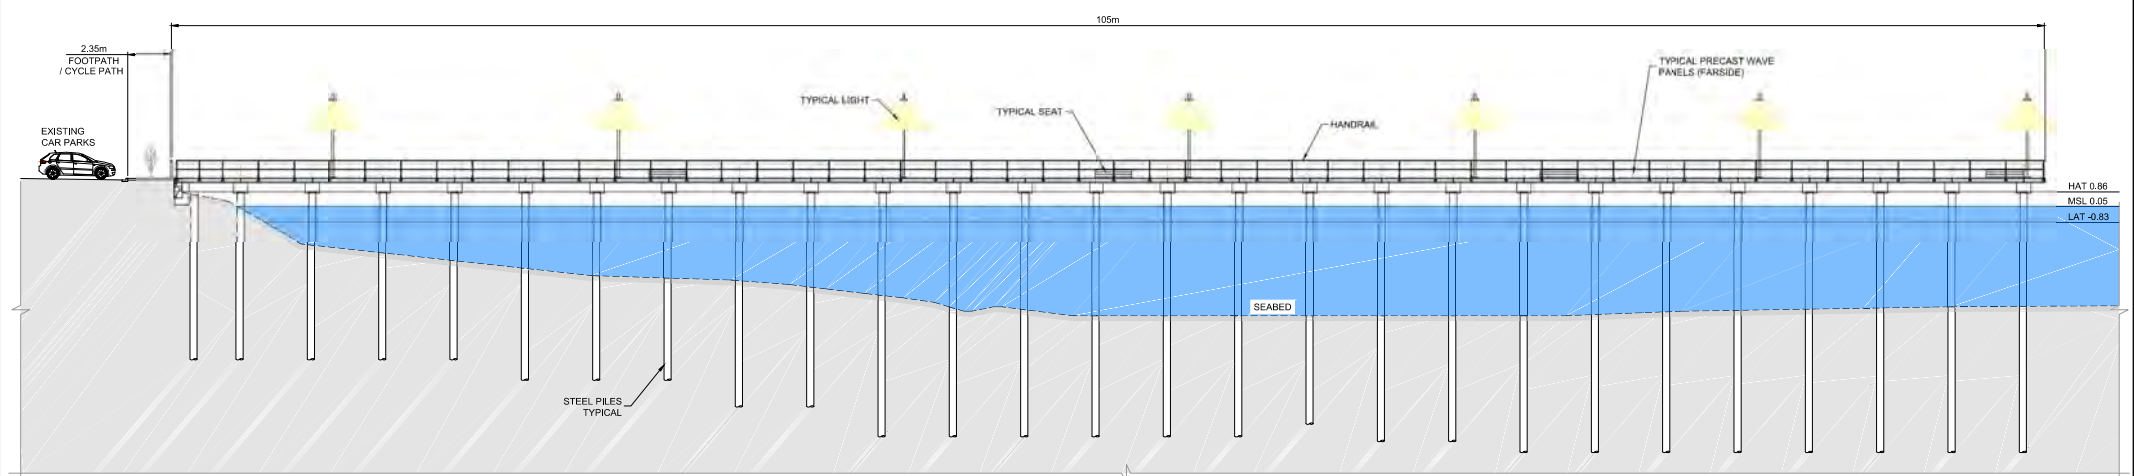 105m
2.35m
FOOTPATH
/ CYCLE PATH
TYPICAL PRECAST WAVE
PANELS (FARSIDE)
TYPICAL LIGHT
TYPICAL SEAT
HANDRAIL
EXISTING
CAR PARKS
HAT 0.86
MSL 0.05
LAT -0.83
SEABED
STEEL PILES
TYPICAL